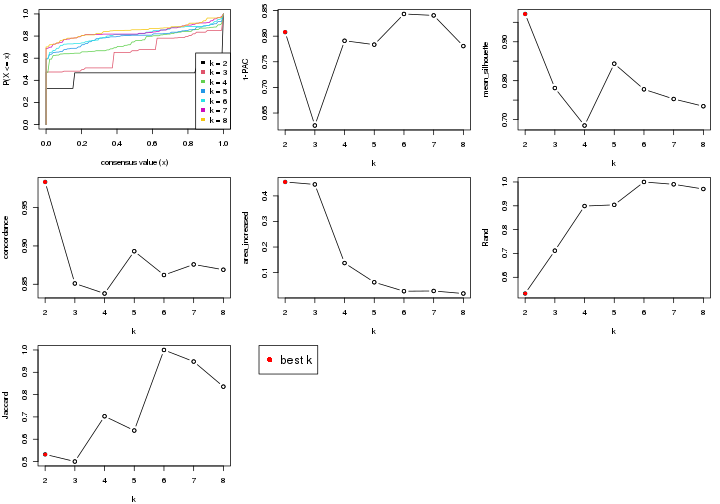 P(X <= x)
0.0 0.2 0.4 0.6 0.8 1.0
k = 2
k = 3
k = 4
k = 5
k = 6
k = 7
k = 8
0.0 0.2 0.4 0.6 0.8 1.0
consensus value (x)
1-PAC
0.65 0.70 0.75 0.80 0.85
2 3 4 5 6 7 8
k
mean_silhouette
0.70 0.80 0.90
2 3 4 5 6 7 8
k
concordance
0.85 0.90 0.95
2 3 4 5 6 7 8
k
area_increased
0.1 0.2 0.3 0.4
2 3 4 5 6 7 8
k
Rand
0.6 0.7 0.8 0.9 1.0
2 3 4 5 6 7 8
k
Jaccard
0.5 0.6 0.7 0.8 0.9 1.0
2 3 4 5 6 7 8
k
best k